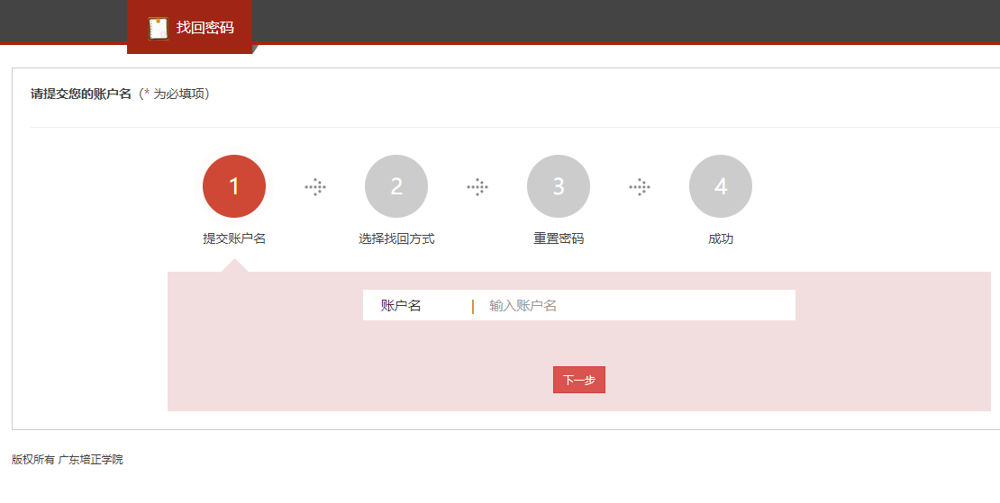 找回密码
请提交您的账户名（* 为必填项）
1
2
3
4
提交账户名
选择找回方式
重置密码
成功
账户名 | 输入账户名
下一步
版权所有 广东培正学院